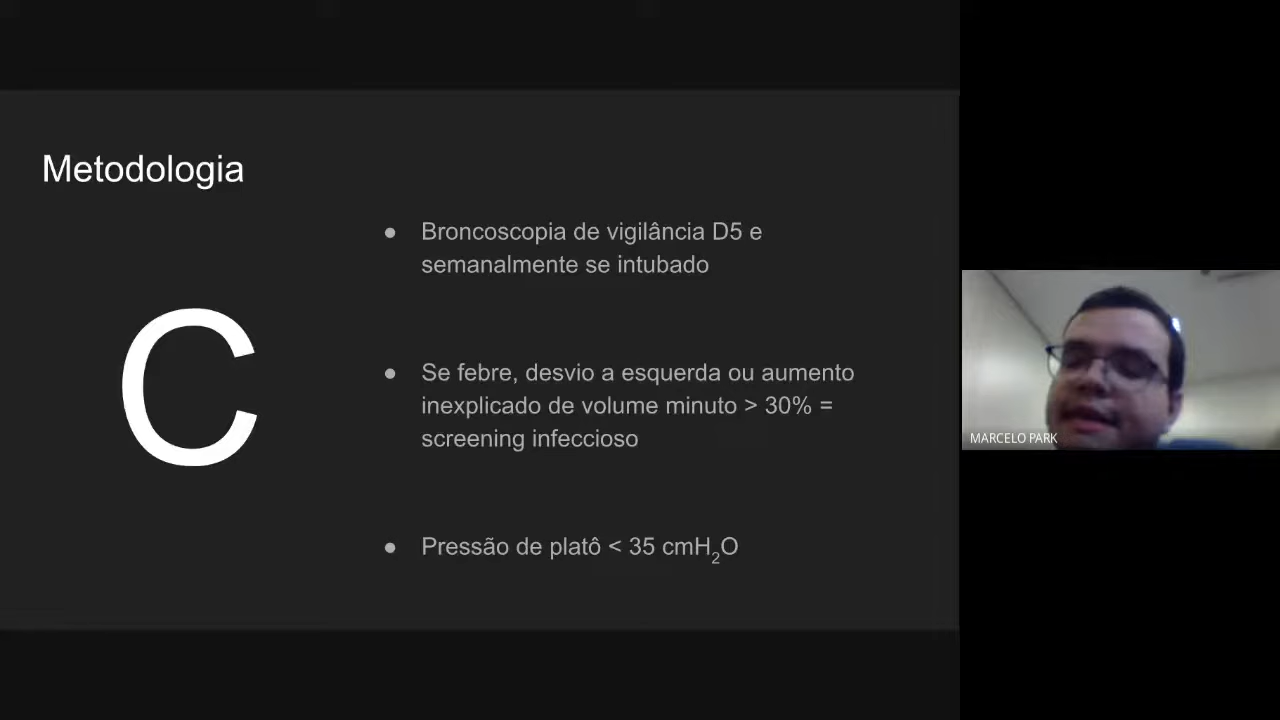 Metodologia
C
● Broncoscopia de vigilância D5 e
semanalmente se intubado
● Se febre, desvio a esquerda ou aumento
inexplicado de volume minuto > 30% =
screening infeccioso
● Pressão de platô < 35 cmH₂O
MARCELO PARK